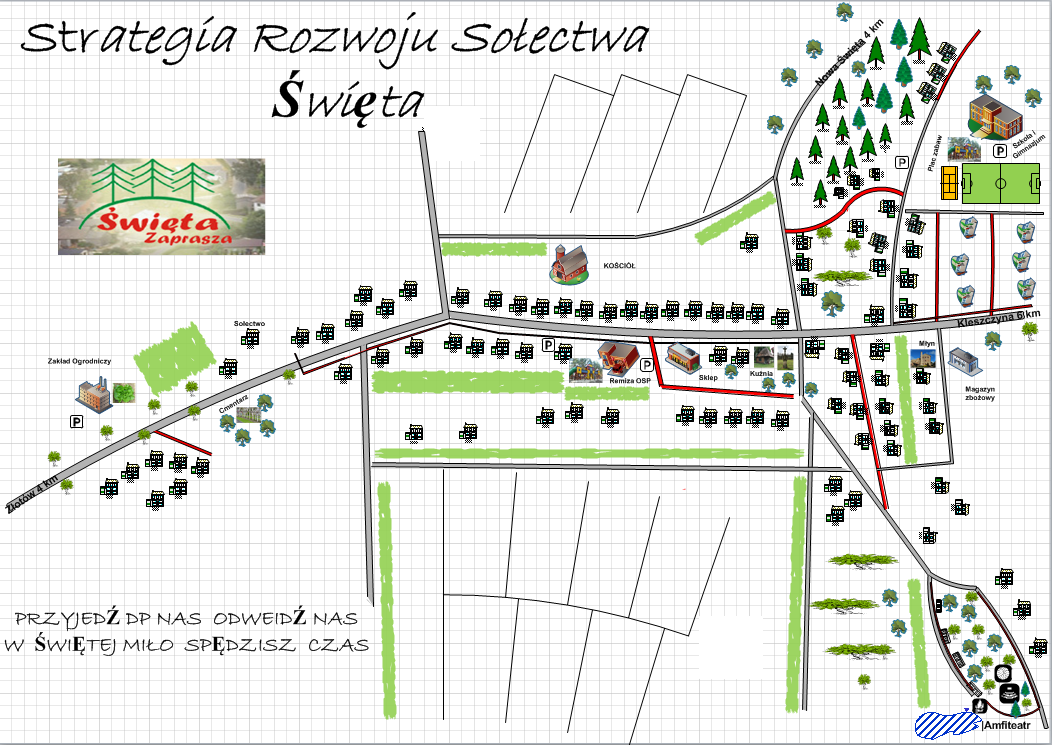 Strategia Rozwoju Sołectwa
Święta
Nowa Święta 4 km
Szkoła i
Gimnazjum
Plac zabaw
P
P
Święta
Zaprasza
KOŚCIÓŁ
Kleszczyna 6 km
Sołectwo
Zakład Ogrodniczy
P
P
P
Remiza OSP
Sklep
Kuźnia
Młyn
Magazyn
zbożowy
Cmentarz
Złotów 4 km
PRZYJEDŹ DP NAS ODWEIDŹ NAS
W ŚWIĘTEJ MIŁO SPĘDZISZ CZAS
Amfiteatr